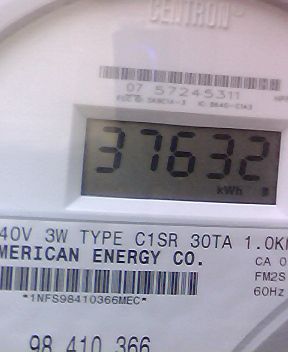 CENTRON
07 57245311
37632
kWh
40V 3W TYPE C1SR 30TA 1.0K
MERICAN ENERGY CO.
CA 0
FM2S
60Hz
*1NFS98410366MEC*
98 410 366